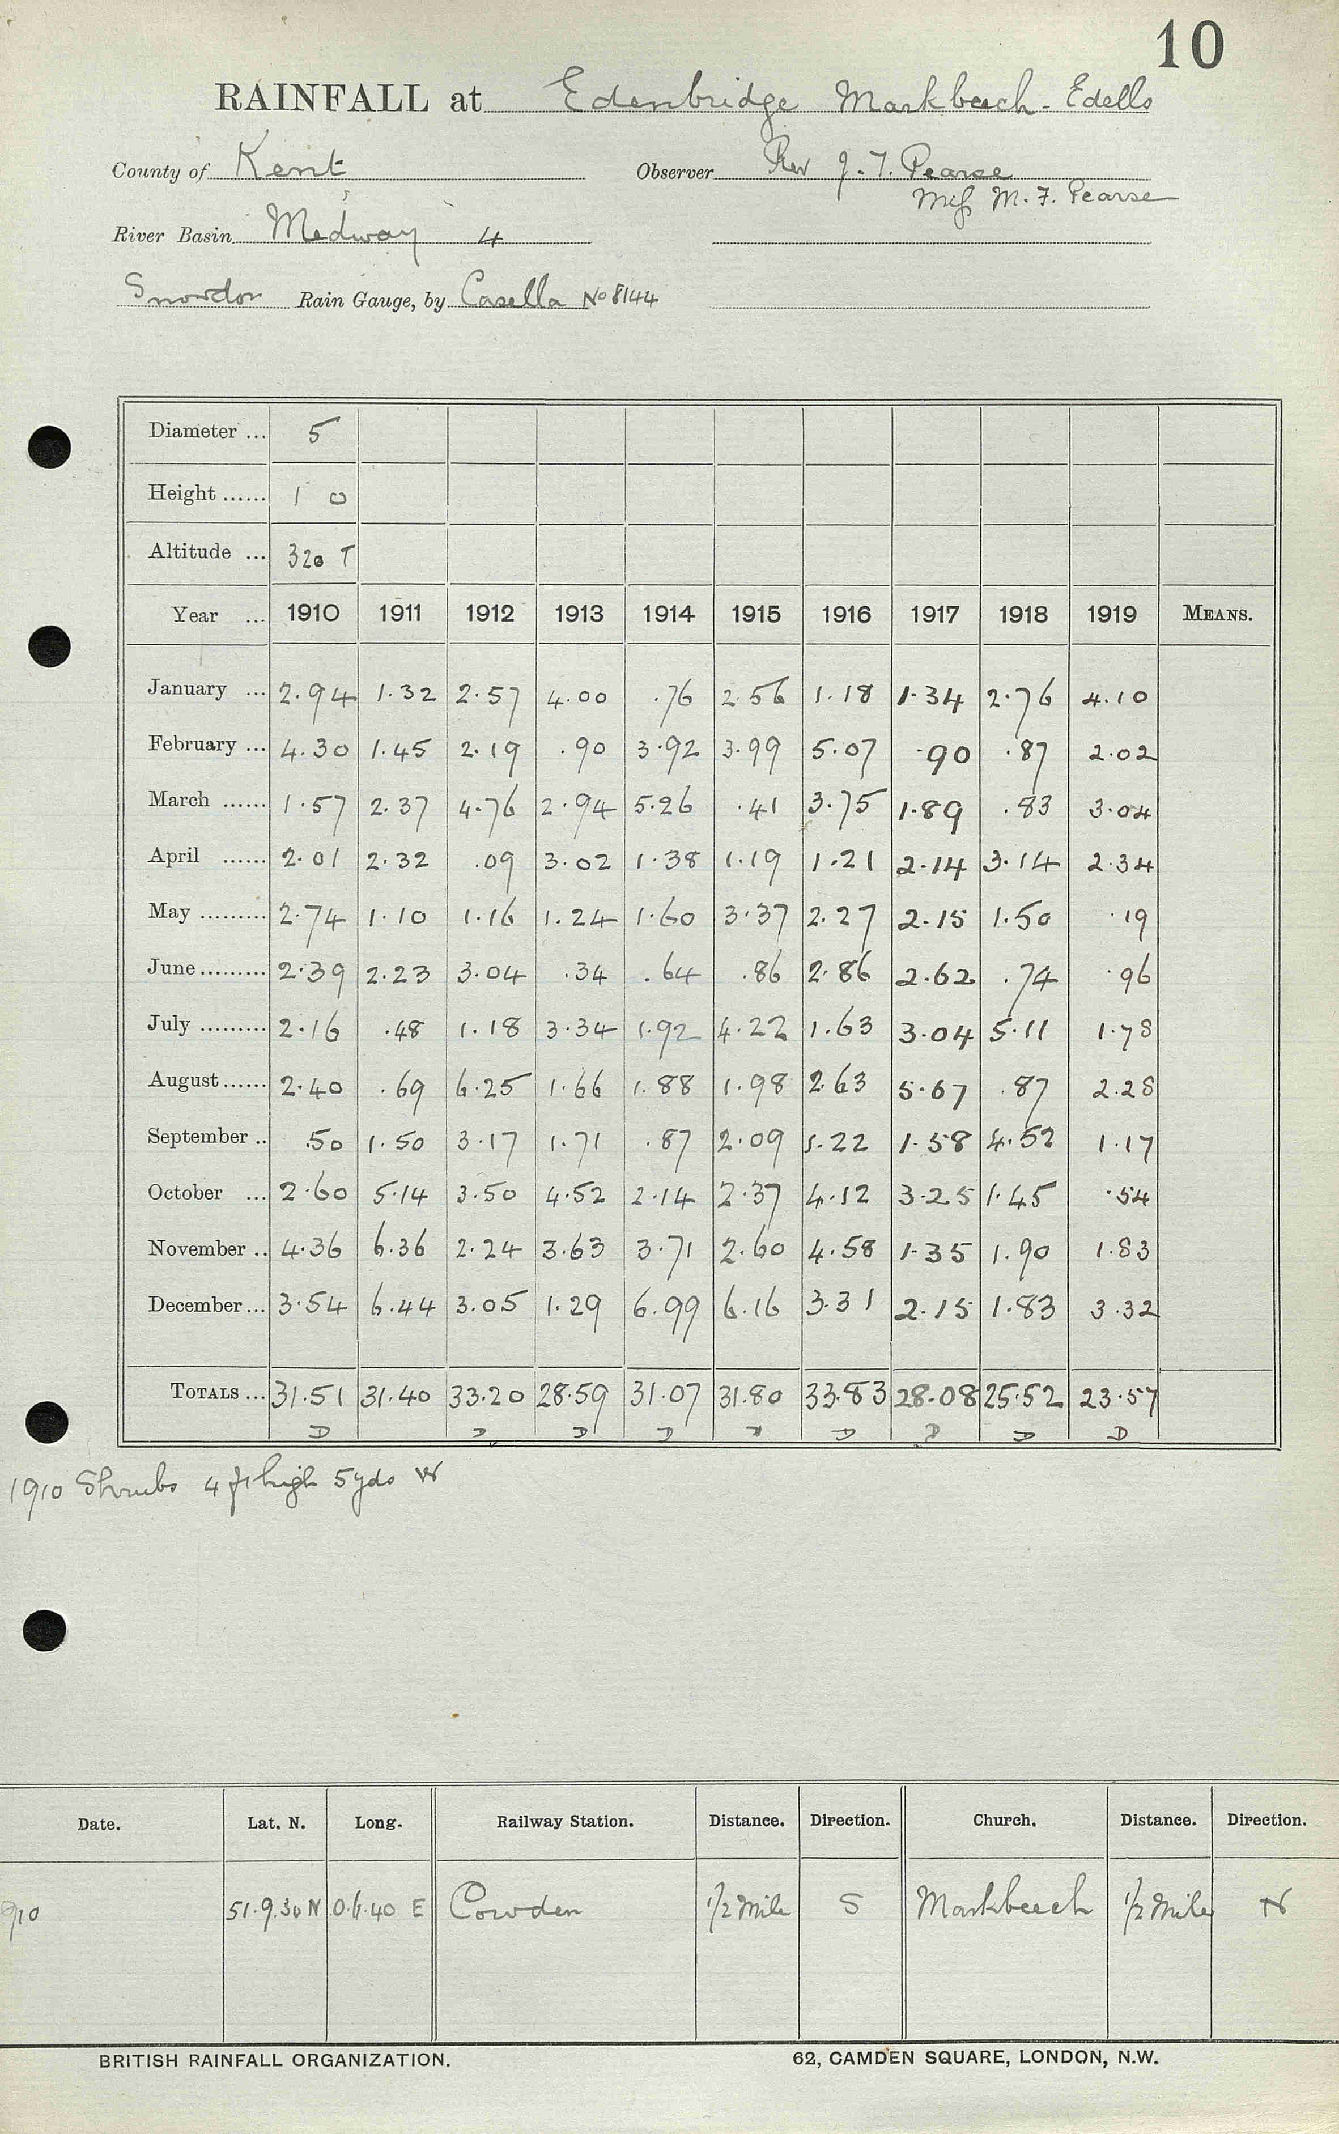 10
RAINFALL at Edenbridge Markbeech - Edells
County of Kent Observer Rev J. T. Pearse
Miss M. F. Pearse
River Basin Medway 4
Snowdon Rain Gauge, by Casella No 8144
Diameter ... 5
Height ...... 1 0
Altitude ... 320 T
Year ... 1910 1911 1912 1913 1914 1915 1916 1917 1918 1919 MEANS.
January ... 2.94 1.32 2.57 4.00 .76 2.56 1.18 1.34 2.76 4.10
February ... 4.30 1.45 2.19 .90 3.92 3.99 5.07 .90 .87 2.02
March ...... 1.57 2.37 4.76 2.94 5.26 .41 3.75 1.89 .83 3.04
April ...... 2.01 2.32 .09 3.02 1.38 1.19 1.21 2.14 3.14 2.34
May ......... 2.74 1.10 1.16 1.24 1.60 3.37 2.27 2.15 1.50 .19
June ......... 2.39 2.23 3.04 .34 .64 .86 2.86 2.62 .74 .96
July ......... 2.16 .48 1.18 3.34 1.92 4.22 1.63 3.04 5.11 1.78
August ...... 2.40 .69 6.25 1.66 1.88 1.98 2.63 5.67 .87 2.28
September .. .50 1.50 3.17 1.71 .87 2.09 1.22 1.58 4.52 1.17
October ... 2.60 5.14 3.50 4.52 2.14 2.37 4.12 3.25 1.45 .54
November .. 4.36 6.36 2.24 3.63 3.71 2.60 4.58 1.35 1.90 1.83
December ... 3.54 6.44 3.05 1.29 6.99 6.16 3.31 2.15 1.83 3.32
TOTALS ... 31.51 31.40 33.20 28.59 31.07 31.80 33.83 28.08 25.52 23.57
D D D D D D D D D
1910 Shrubs 4 ft high 5 yds W
Date. Lat. N. Long. Railway Station. Distance. Direction. Church. Distance. Direction.
910 51.9.30 N 0.6.40 E Cowden 1/2 Mile S Markbeech 1/2 Mile N
BRITISH RAINFALL ORGANIZATION. 62, CAMDEN SQUARE, LONDON, N.W.